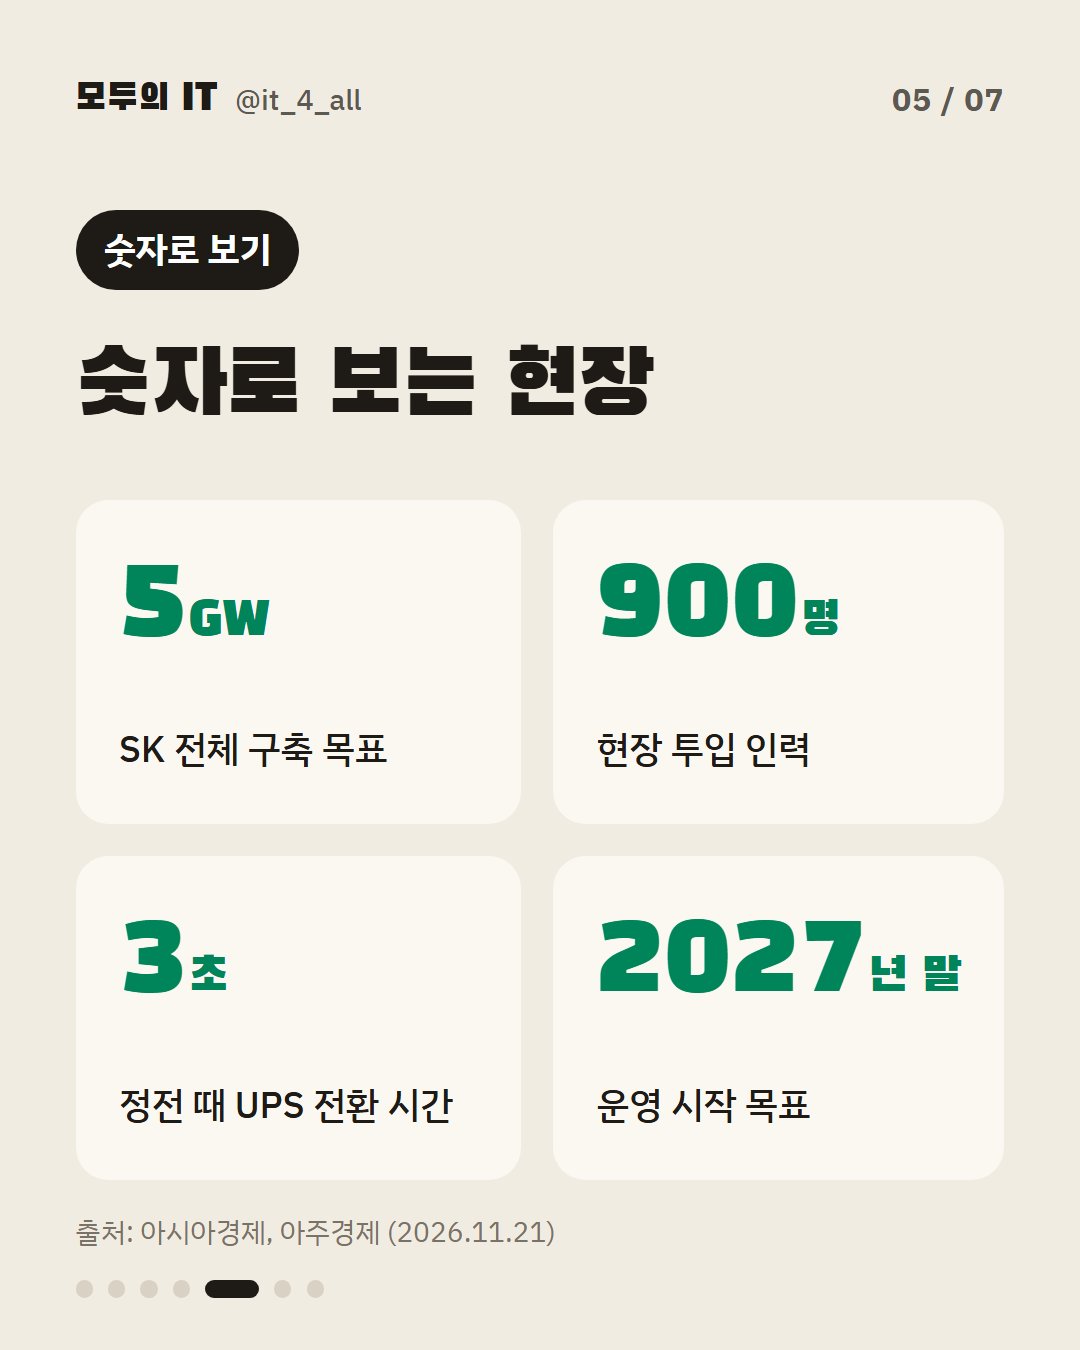 모두의 IT @it_4_all
05 / 07
숫자로 보기
숫자로 보는 현장
5GW
SK 전체 구축 목표
900명
현장 투입 인력
3초
정전 때 UPS 전환 시간
2027년 말
운영 시작 목표
출처: 아시아경제, 아주경제 (2026.11.21)